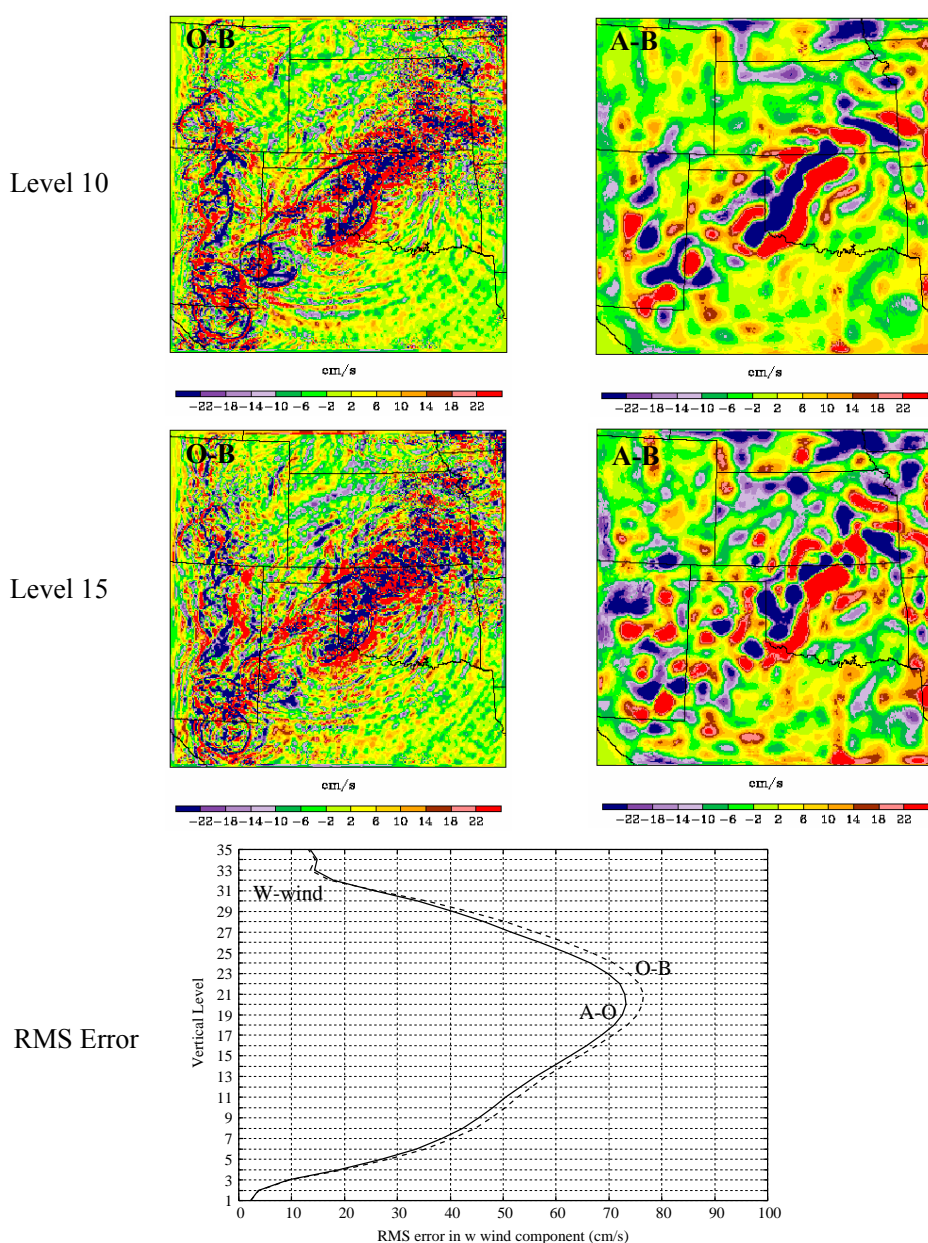 O-B
A-B
Level 10
cm/s
cm/s
-22 -18 -14 -10 -6 -2 2 6 10 14 18 22
-22 -18 -14 -10 -6 -2 2 6 10 14 18 22
O-B
A-B
Level 15
cm/s
cm/s
-22 -18 -14 -10 -6 -2 2 6 10 14 18 22
-22 -18 -14 -10 -6 -2 2 6 10 14 18 22
RMS Error
Vertical Level
35
33
31
29
27
25
23
21
19
17
15
13
11
9
7
5
3
1
W-wind
O-B
A-O
0 10 20 30 40 50 60 70 80 90 100
RMS error in w wind component (cm/s)